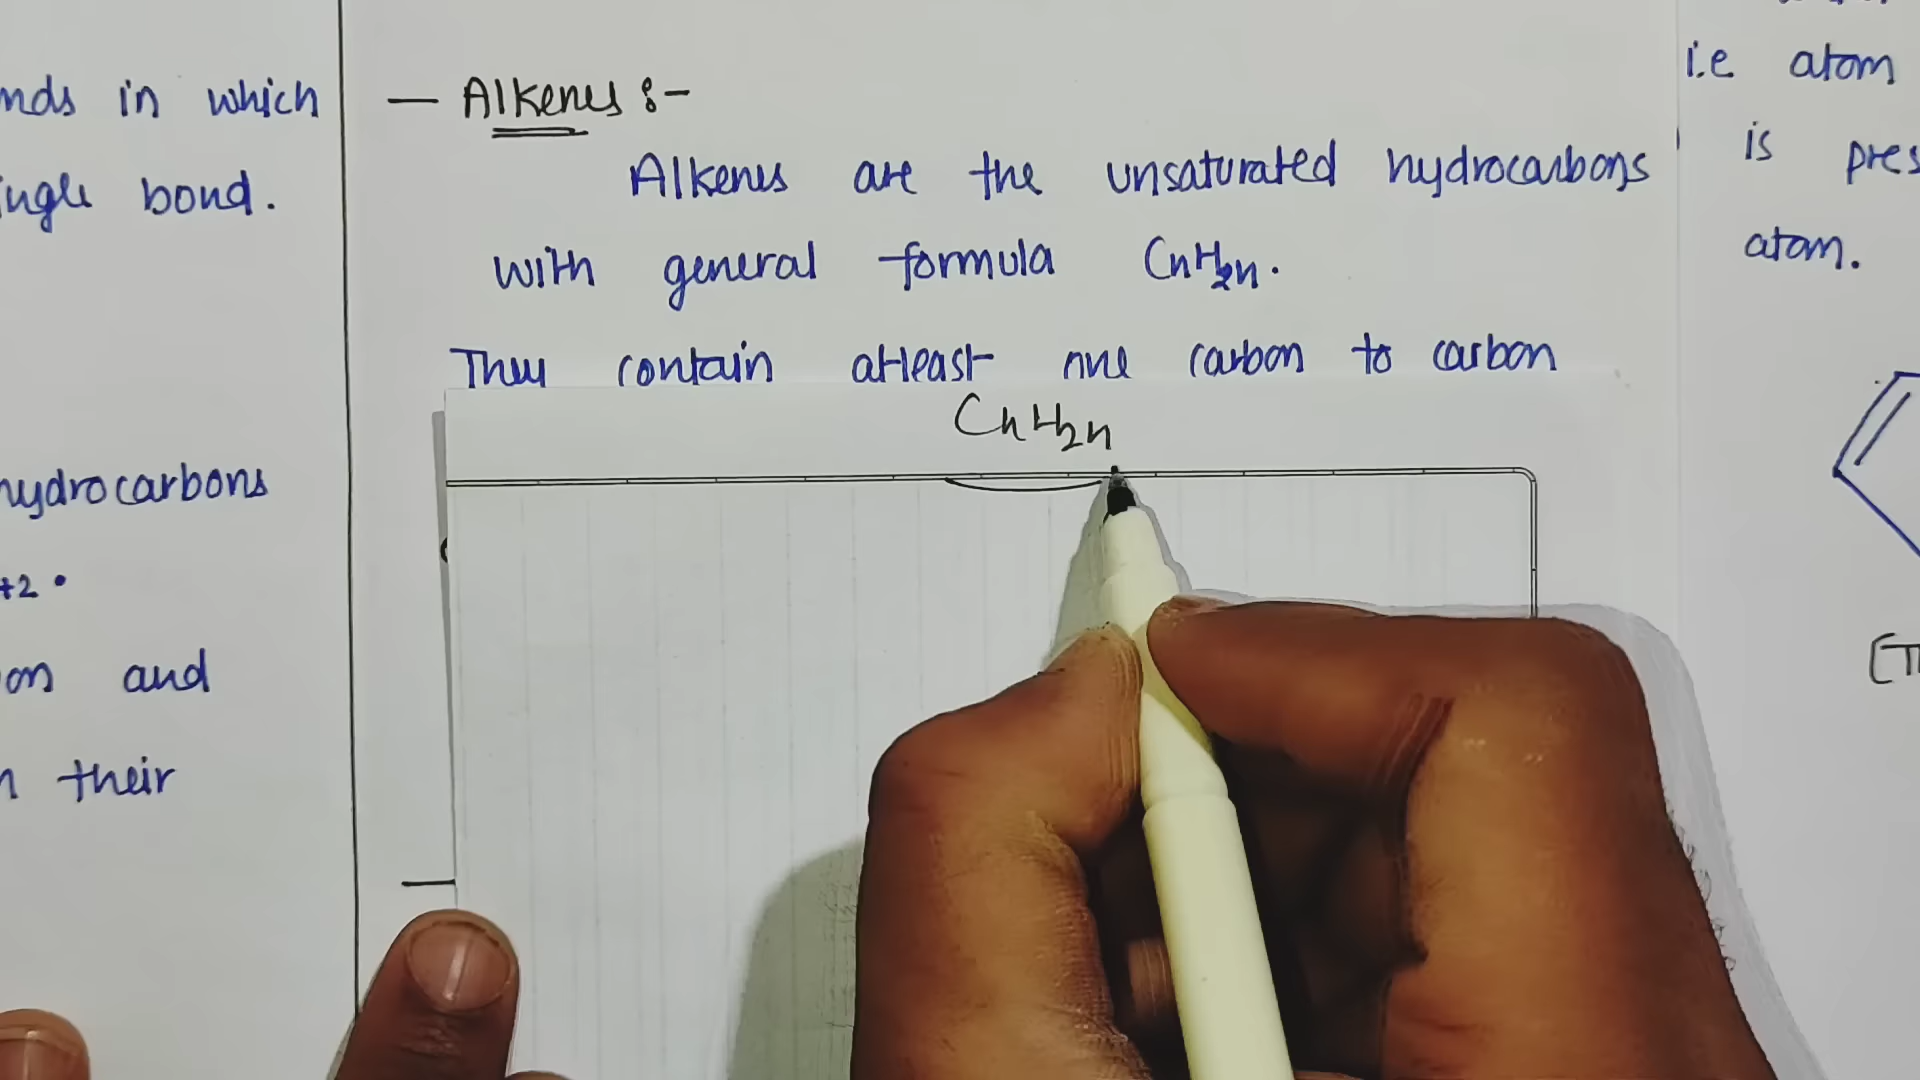 nds in which
ingle bond.
hydrocarbons
+2.
on and
n their
— Alkenes :-
Alkenes are the unsaturated hydrocarbons
with general formula CnH2n.
They contain atleast one carbon to carbon
CnH2n
i.e atom
is pres
atom.